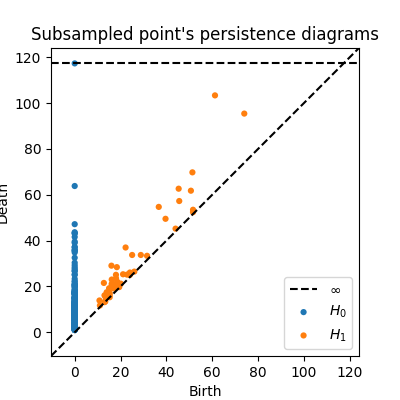 Subsampled point's persistence diagrams
120
100
80
60
40
20
0
Death
0 20 40 60 80 100 120
Birth
∞
H₀
H₁